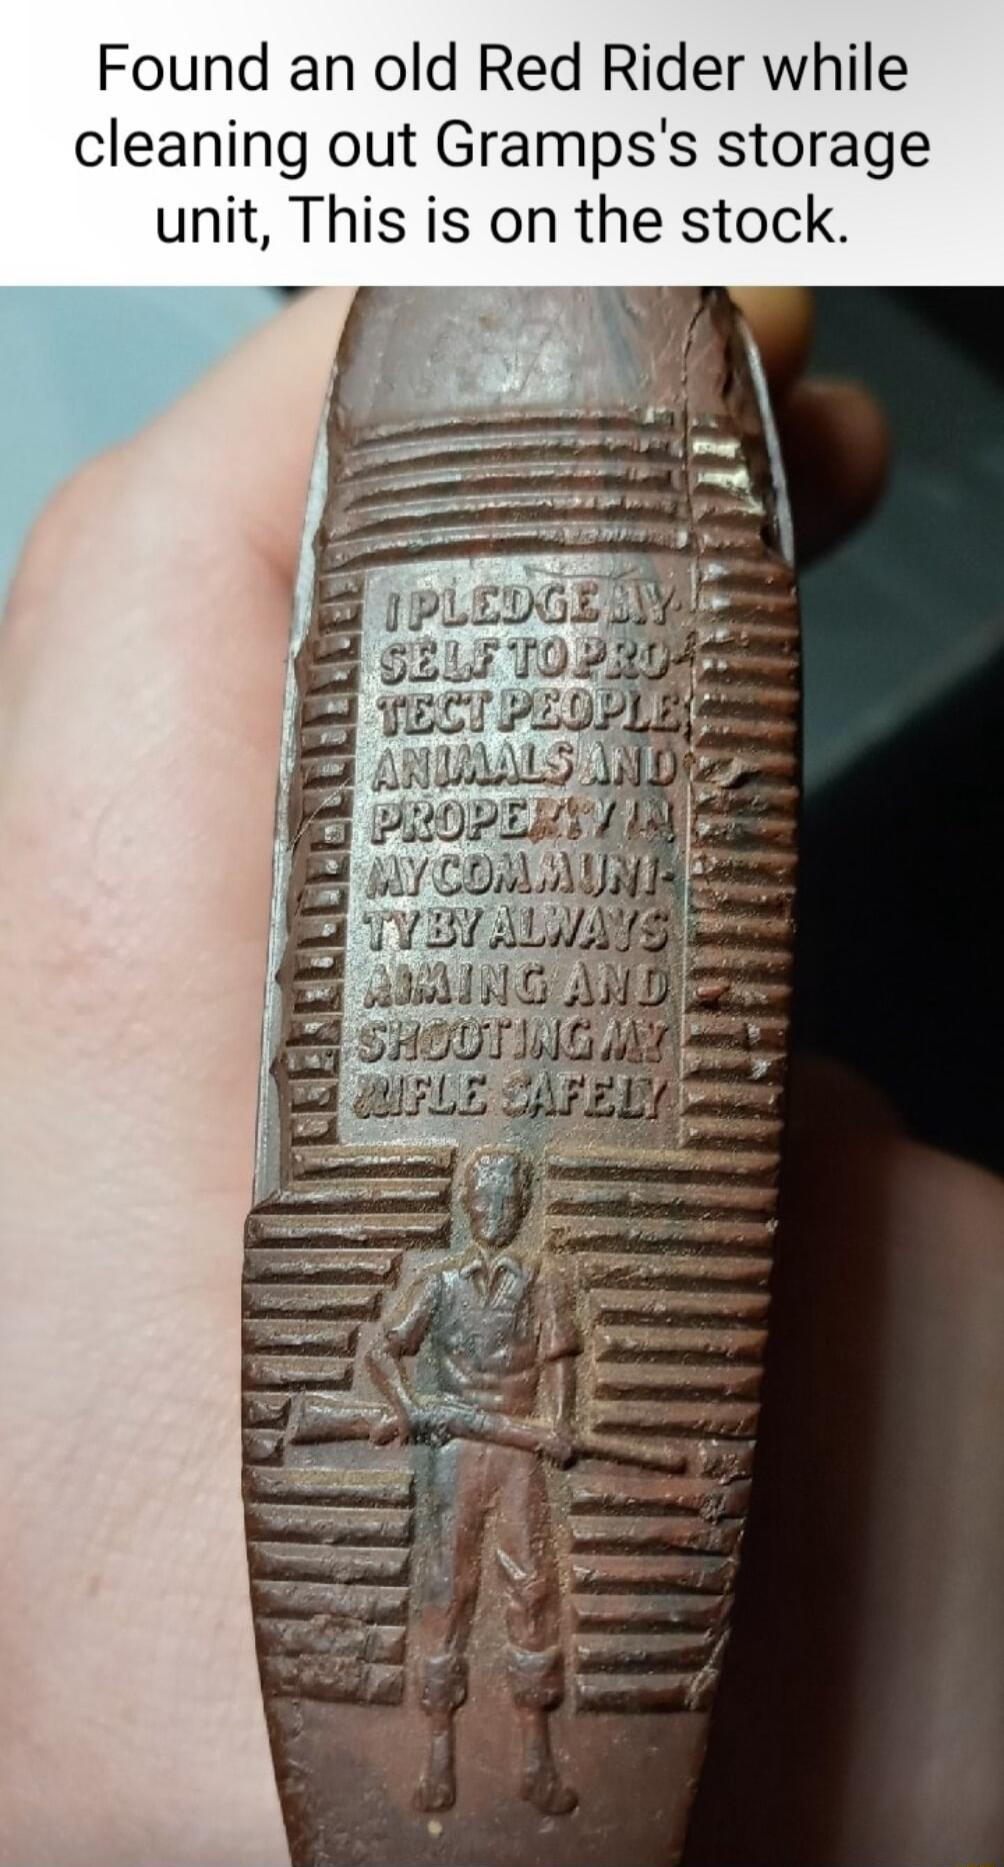 Found an old Red Rider while
cleaning out Gramps's storage
unit, This is on the stock.
I PLEDGE MY-
SELF TO PRO-
TECT PEOPLE
ANIMALS AND
PROPERTY IN
MY COMMUNI-
TY BY ALWAYS
AIMING AND
SHOOTING MY
RIFLE SAFELY